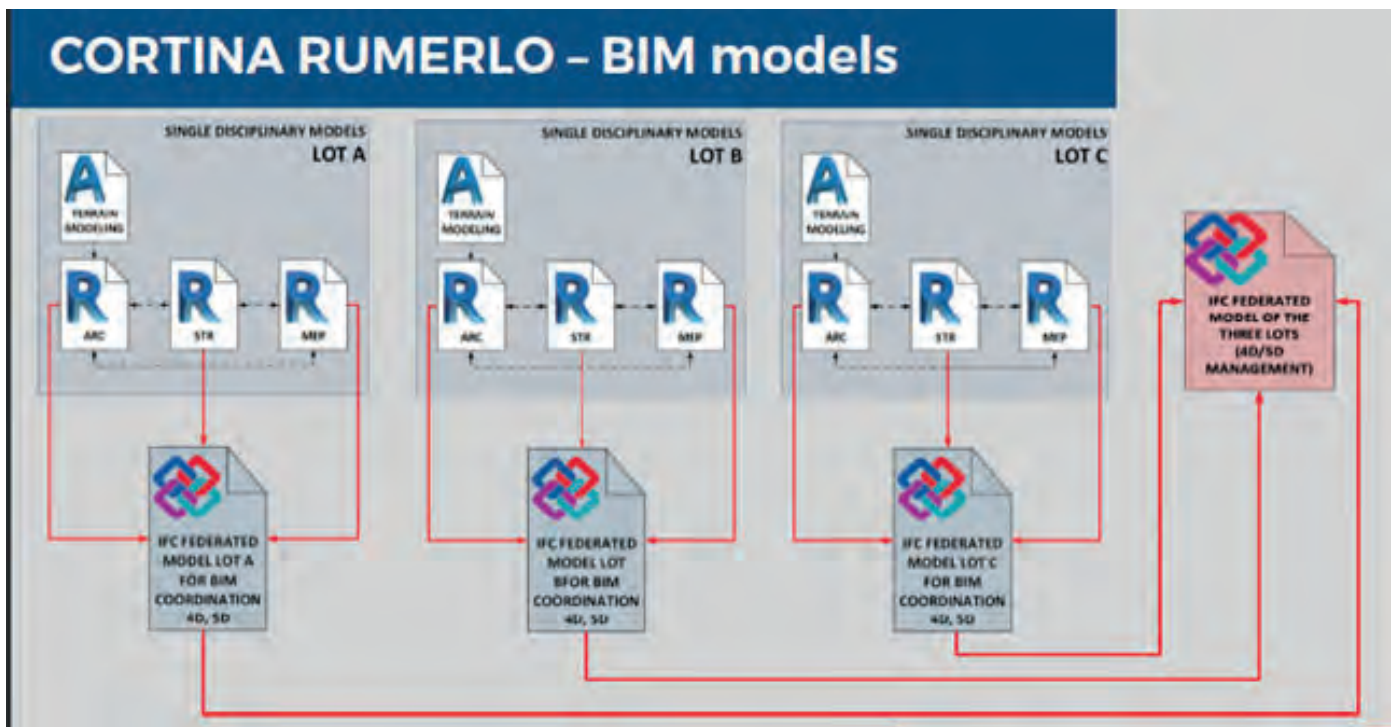 CORTINA RUMERLO – BIM models
SINGLE DISCIPLINARY MODELS
LOT A
A
TERRAIN
MODELING
R
ARC
R
STR
R
MEP
IFC FEDERATED
MODEL LOT A
FOR BIM
COORDINATION
4D, 5D
SINGLE DISCIPLINARY MODELS
LOT B
A
TERRAIN
MODELING
R
ARC
R
STR
R
MEP
IFC FEDERATED
MODEL LOT
BFOR BIM
COORDINATION
4D, 5D
SINGLE DISCIPLINARY MODELS
LOT C
A
TERRAIN
MODELING
R
ARC
R
STR
R
MEP
IFC FEDERATED
MODEL LOT C
FOR BIM
COORDINATION
4D, 5D
IFC FEDERATED
MODEL OF THE
THREE LOTS
(4D/5D
MANAGEMENT)